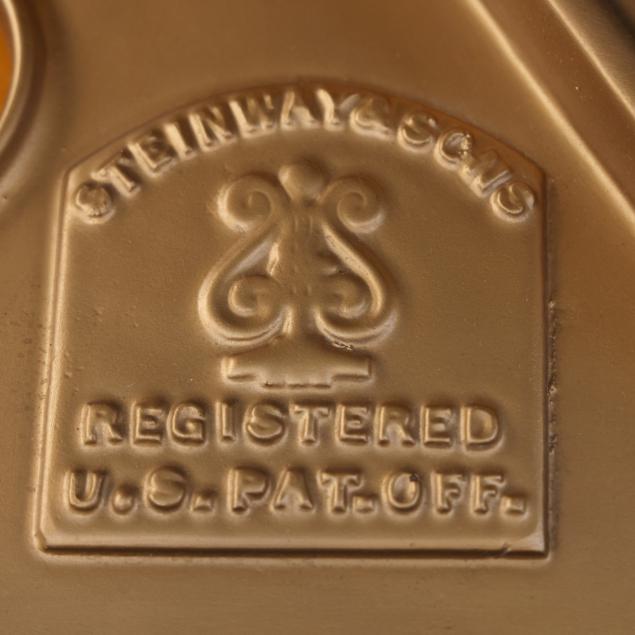 STEINWAY & SONS
REGISTERED
U.S. PAT. OFF.